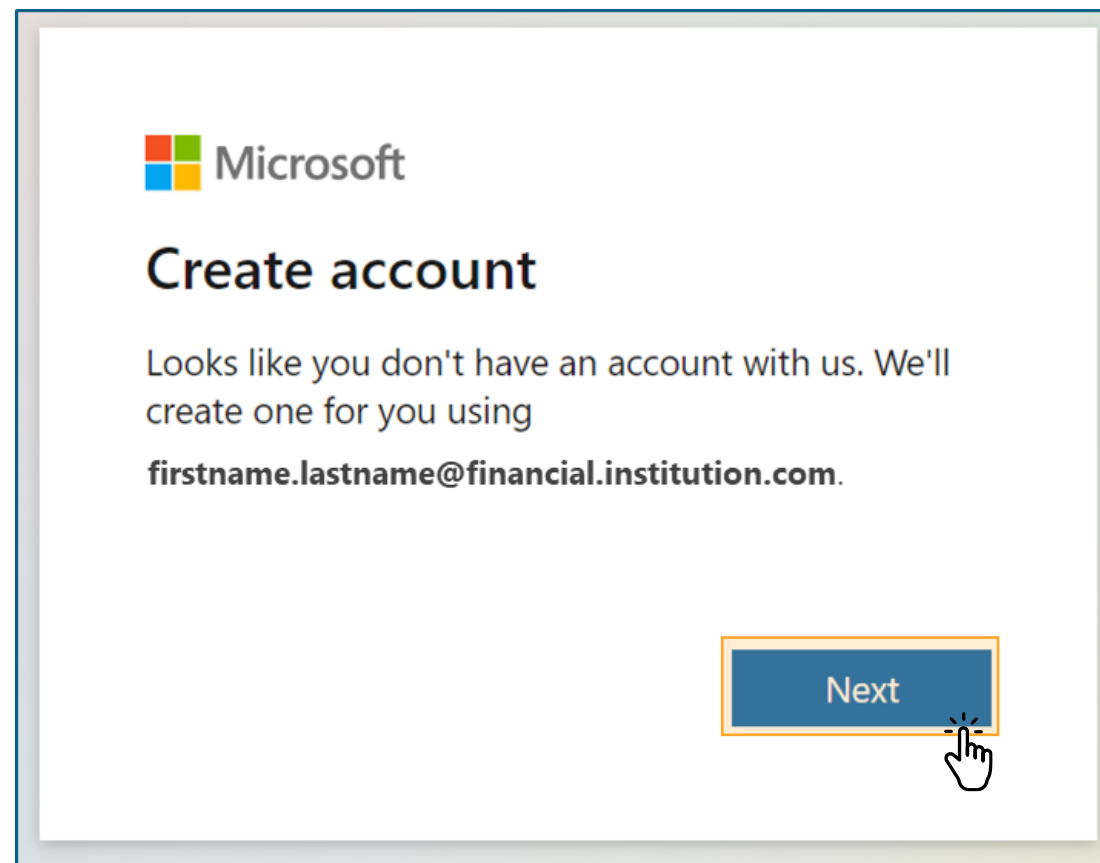 Microsoft
Create account
Looks like you don't have an account with us. We'll
create one for you using
firstname.lastname@financial.institution.com.
Next